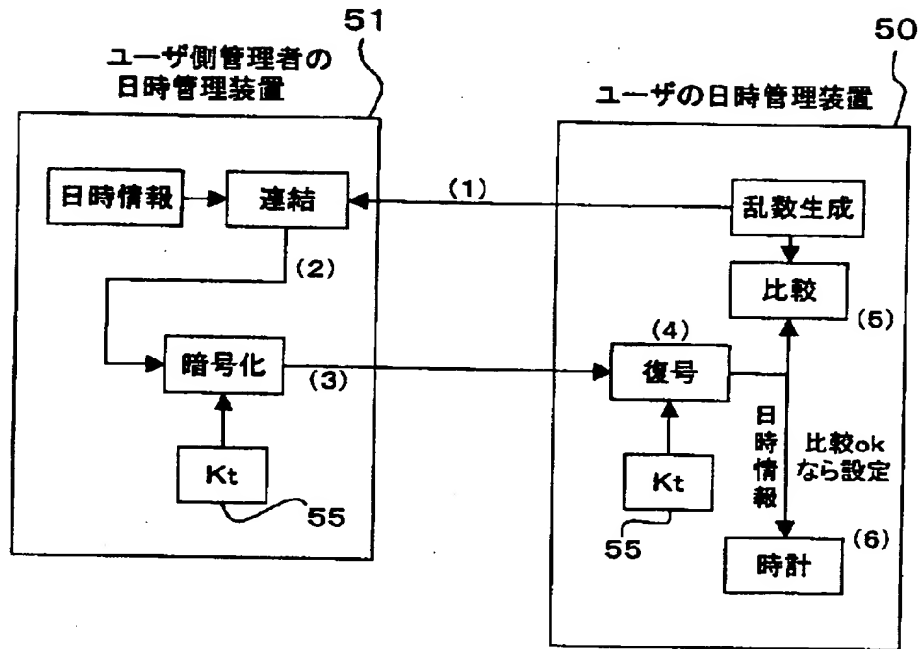 51
ユーザ側管理者の
日時管理装置
日時情報
連結
(2)
暗号化
(3)
Kt
55
(1)
50
ユーザの日時管理装置
乱数生成
比較
(5)
(4)
復号
Kt
55
日時情報
比較ok
なら設定
(6)
時計